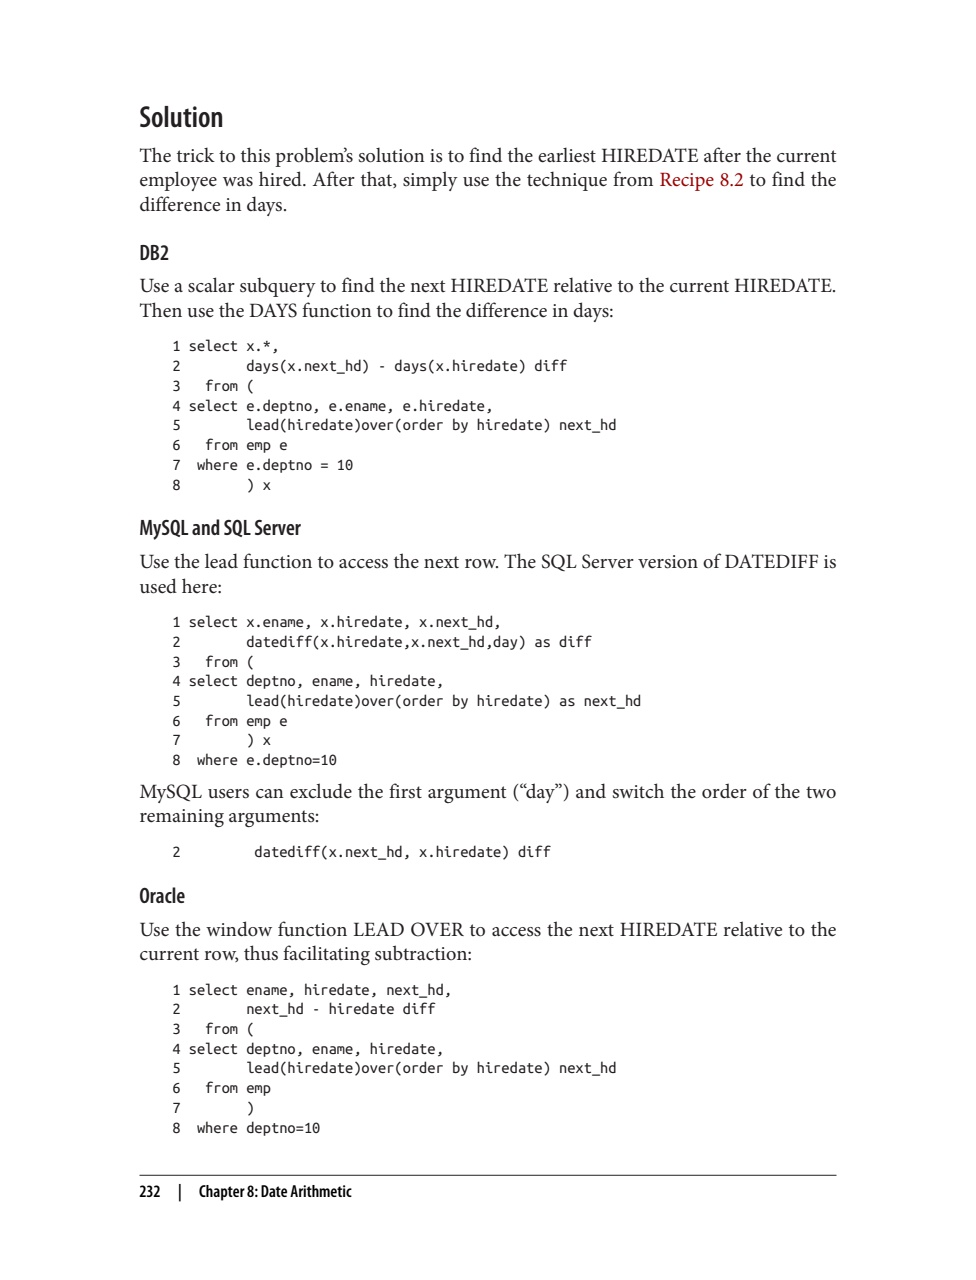 Solution
The trick to this problem’s solution is to find the earliest HIREDATE after the current
employee was hired. After that, simply use the technique from Recipe 8.2 to find the
difference in days.
DB2
Use a scalar subquery to find the next HIREDATE relative to the current HIREDATE.
Then use the DAYS function to find the difference in days:
1 select x.*,
2        days(x.next_hd) - days(x.hiredate) diff
3   from (
4 select e.deptno, e.ename, e.hiredate,
5        lead(hiredate)over(order by hiredate) next_hd
6   from emp e
7  where e.deptno = 10
8        ) x
MySQL and SQL Server
Use the lead function to access the next row. The SQL Server version of DATEDIFF is
used here:
1 select x.ename, x.hiredate, x.next_hd,
2        datediff(x.hiredate,x.next_hd,day) as diff
3   from (
4 select deptno, ename, hiredate,
5        lead(hiredate)over(order by hiredate) as next_hd
6   from emp e
7        ) x
8  where e.deptno=10
MySQL users can exclude the first argument (“day”) and switch the order of the two
remaining arguments:
2         datediff(x.next_hd, x.hiredate) diff
Oracle
Use the window function LEAD OVER to access the next HIREDATE relative to the
current row, thus facilitating subtraction:
1 select ename, hiredate, next_hd,
2        next_hd - hiredate diff
3   from (
4 select deptno, ename, hiredate,
5        lead(hiredate)over(order by hiredate) next_hd
6   from emp
7        )
8  where deptno=10
232 | Chapter 8: Date Arithmetic